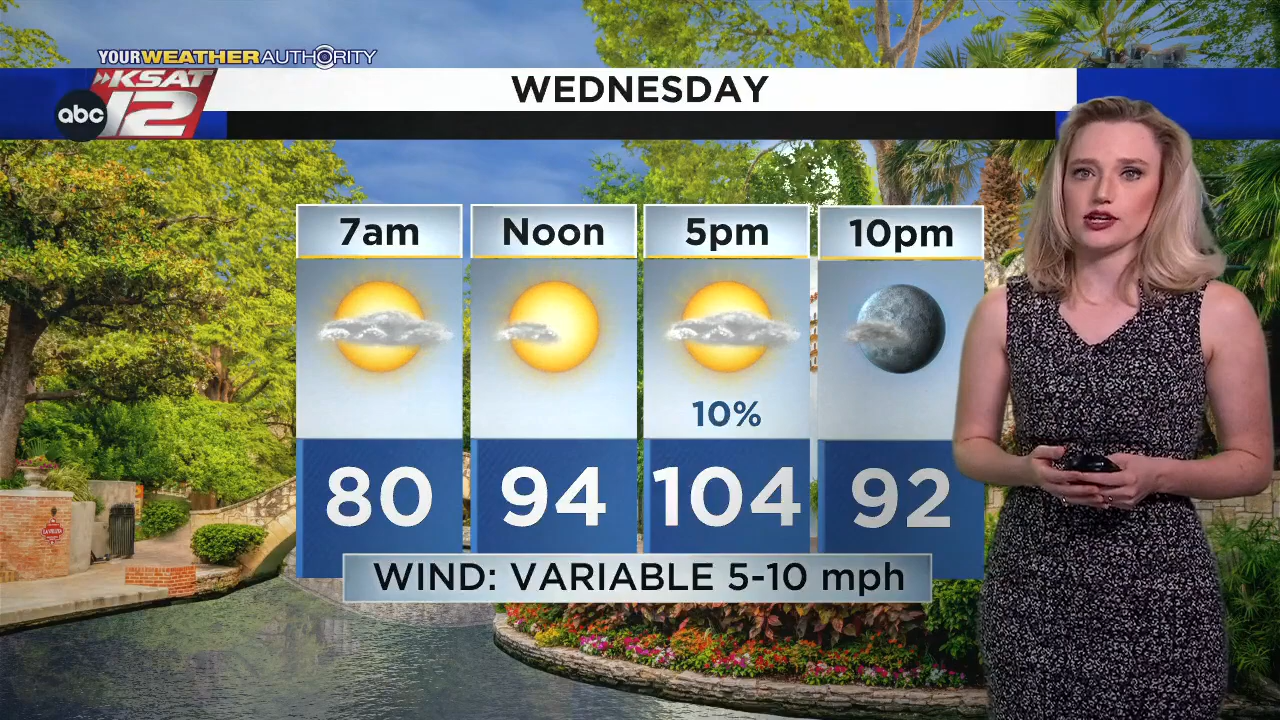 YOURWEATHERAUTHORITY
KSAT
abc
12
WEDNESDAY
7am
Noon
5pm
10pm
10%
80
94
104
92
WIND: VARIABLE 5-10 mph